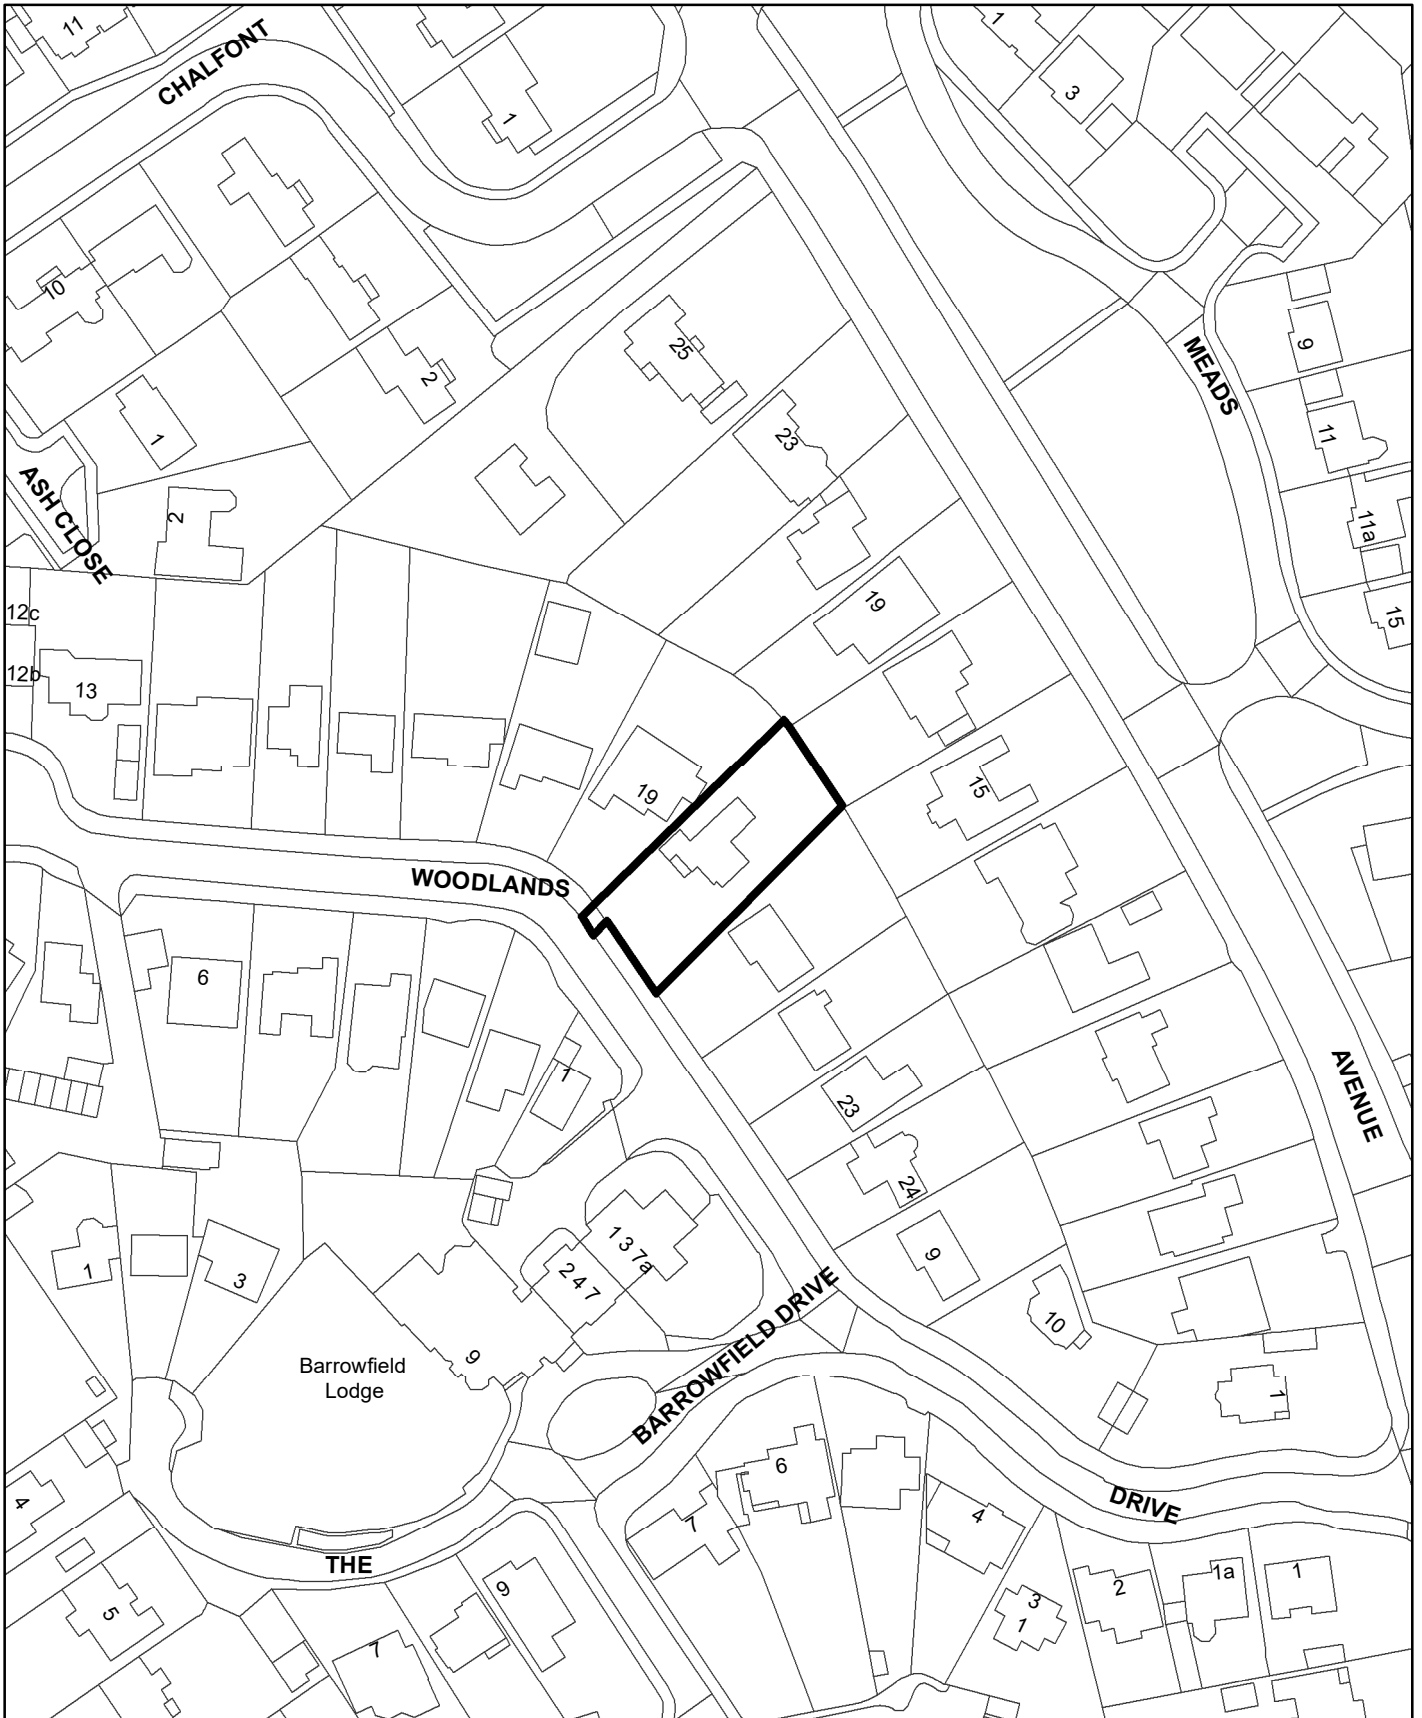 11
CHALFONT
1
1
3
10
2
25
MEADS
9
1
23
11
ASH CLOSE
2
11a
12c
19
15
12b
13
19
15
WOODLANDS
6
1
23
AVENUE
24
1
3
1 3 7a
2 4 7
9
10
9
Barrowfield
Lodge
BARROWFIELD DRIVE
1
6
4
7
4
DRIVE
THE
5
9
7
3
1
2
1a
1